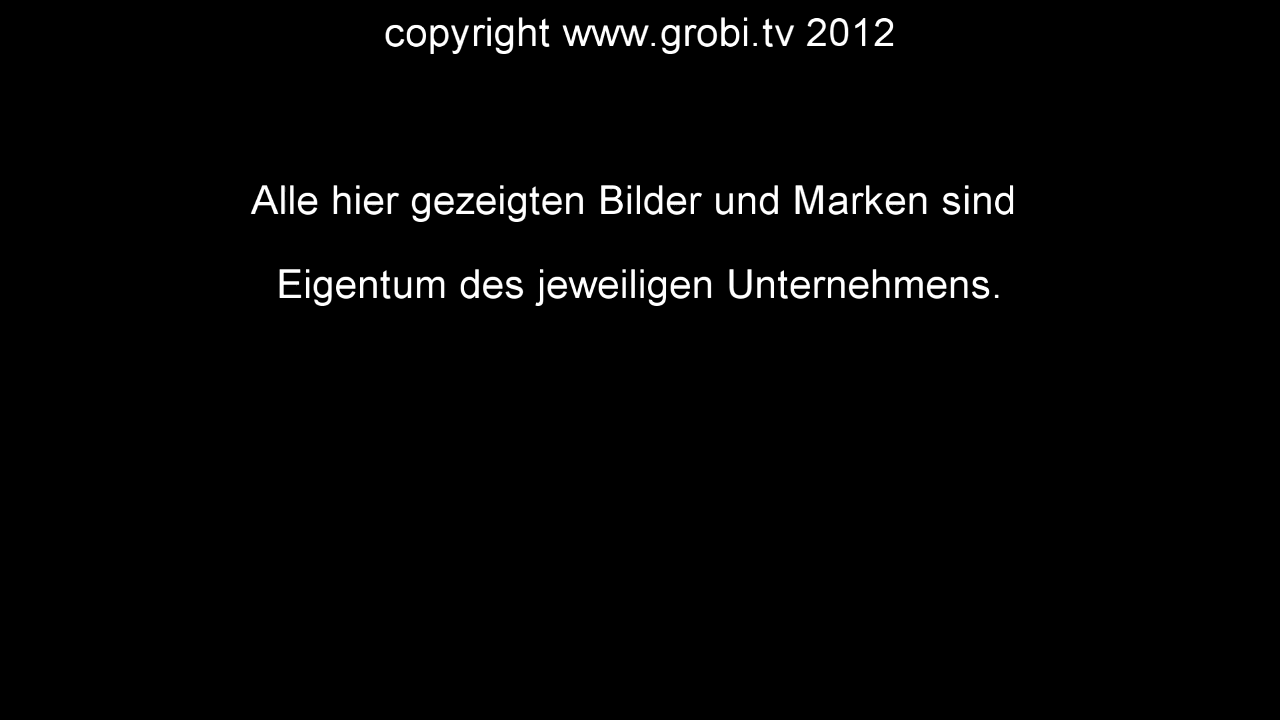 copyright www.grobi.tv 2012
Alle hier gezeigten Bilder und Marken sind
Eigentum des jeweiligen Unternehmens.